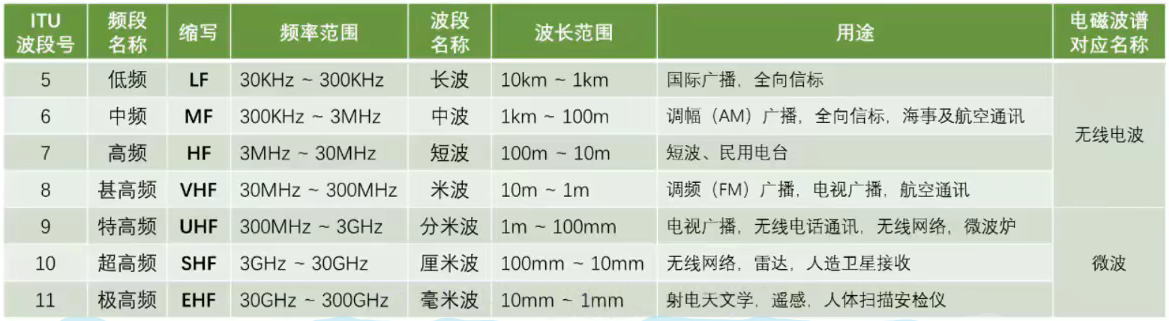 ITU波段号 频段名称 缩写 频率范围 波段名称 波长范围 用途 电磁波谱对应名称
5 低频 LF 30KHz ~ 300KHz 长波 10km ~ 1km 国际广播，全向信标
6 中频 MF 300KHz ~ 3MHz 中波 1km ~ 100m 调幅（AM）广播，全向信标，海事及航空通讯
无线电波
7 高频 HF 3MHz ~ 30MHz 短波 100m ~ 10m 短波、民用电台
8 甚高频 VHF 30MHz ~ 300MHz 米波 10m ~ 1m 调频（FM）广播，电视广播，航空通讯
9 特高频 UHF 300MHz ~ 3GHz 分米波 1m ~ 100mm 电视广播，无线电话通讯，无线网络，微波炉
10 超高频 SHF 3GHz ~ 30GHz 厘米波 100mm ~ 10mm 无线网络，雷达，人造卫星接收 微波
11 极高频 EHF 30GHz ~ 300GHz 毫米波 10mm ~ 1mm 射电天文学，遥感，人体扫描安检仪